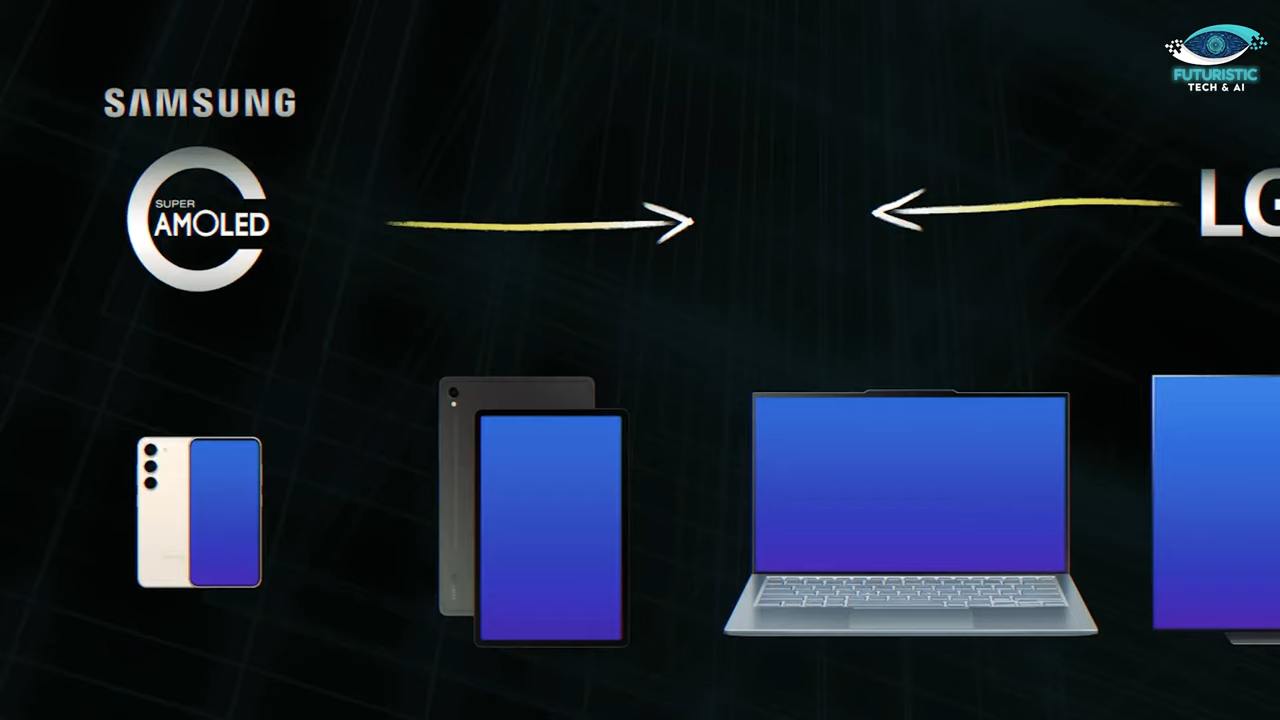 SAMSUNG
SUPER
AMOLED
LG
FUTURISTIC
TECH & AI